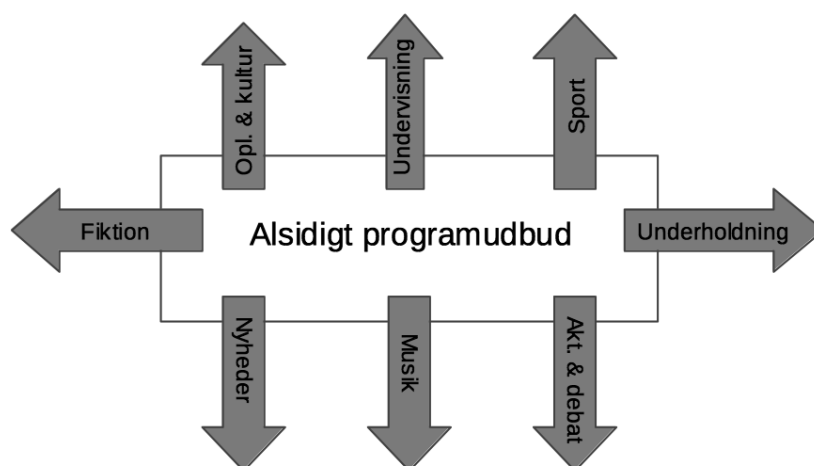 Opl. & kultur
Undervisning
Sport
Fiktion
Alsidigt programudbud
Underholdning
Nyheder
Musik
Akt. & debat